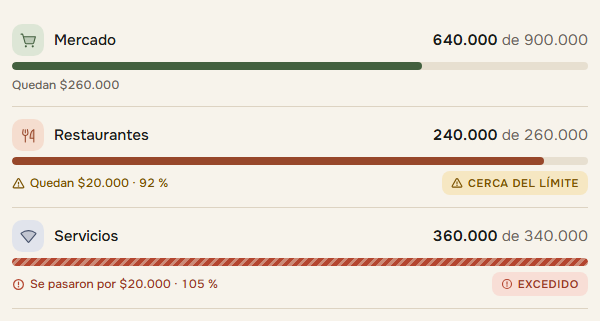 Mercado 640.000 de 900.000
Quedan $260.000
Restaurantes 240.000 de 260.000
Quedan $20.000 · 92 % CERCA DEL LÍMITE
Servicios 360.000 de 340.000
Se pasaron por $20.000 · 105 % EXCEDIDO